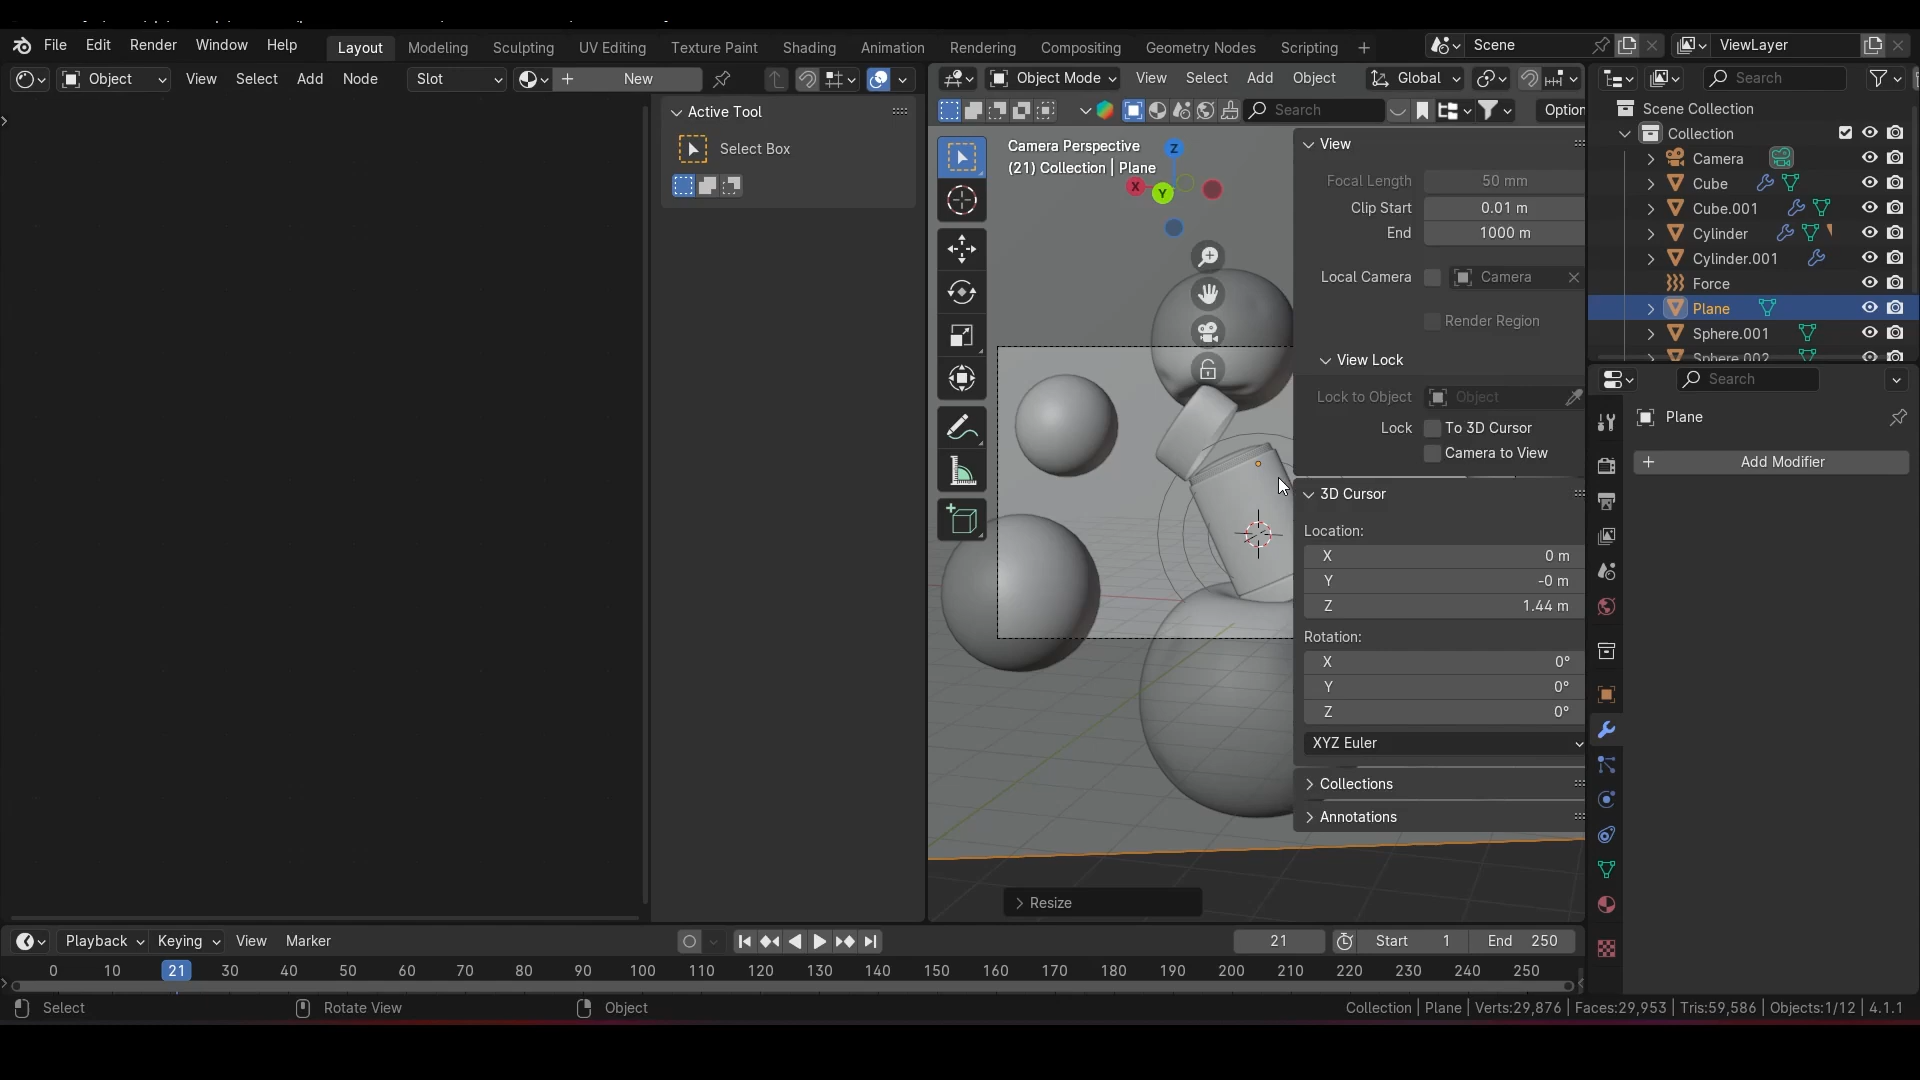 File Edit Render Window Help Layout Modeling Sculpting UV Editing Texture Paint Shading Animation Rendering Compositing Geometry Nodes Scripting + Scene ViewLayer
Object View Select Add Node Slot + New Object Mode View Select Add Object Global Search
Search Option
Active Tool
Select Box
Camera Perspective
(21) Collection | Plane
Z
X
Y
View
Focal Length 50 mm
Clip Start 0.01 m
End 1000 m
Local Camera Camera
Render Region
View Lock
Lock to Object Object
Lock To 3D Cursor
Camera to View
3D Cursor
Location:
X 0 m
Y -0 m
Z 1.44 m
Rotation:
X 0°
Y 0°
Z 0°
XYZ Euler
Collections
Annotations
Resize
Scene Collection
Collection
Camera
Cube
Cube.001
Cylinder
Cylinder.001
Force
Plane
Sphere.001
Sphere.002
Search
Plane
+ Add Modifier
Playback Keying View Marker 21 Start 1 End 250
0 10 21 30 40 50 60 70 80 90 100 110 120 130 140 150 160 170 180 190 200 210 220 230 240 250
Select Rotate View Object Collection | Plane | Verts:29,876 | Faces:29,953 | Tris:59,586 | Objects:1/12 | 4.1.1